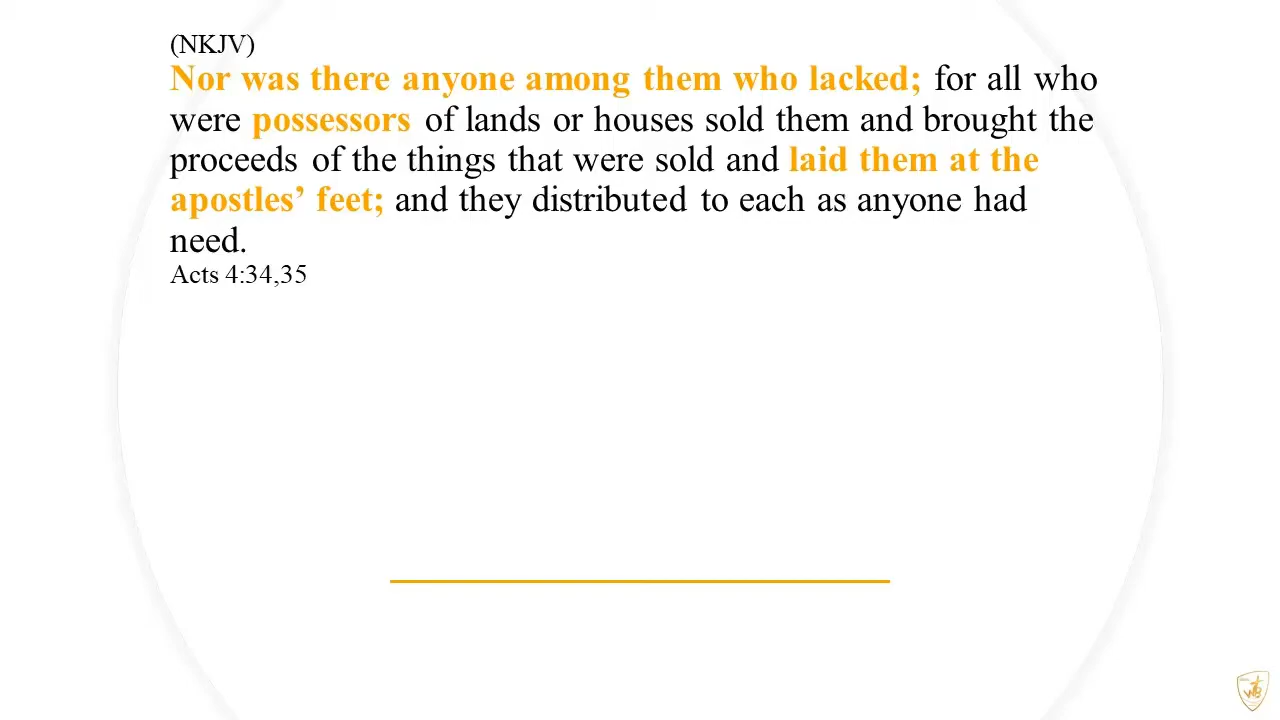 (NKJV)
Nor was there anyone among them who lacked; for all who
were possessors of lands or houses sold them and brought the
proceeds of the things that were sold and laid them at the
apostles’ feet; and they distributed to each as anyone had
need.
Acts 4:34,35